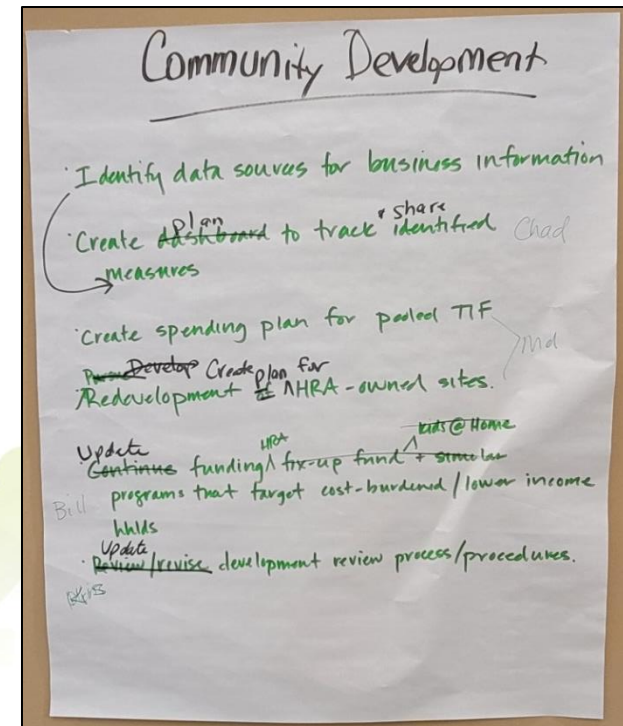 Community Development
· Identify data sources for business information
plan share
· Create dashboard to track identified Chad
measures
· Create spending plan for pooled TIF
Develop Create plan for
Redevelopment HRA-owned sites.
Update HRA Kids @ Home
Continue funding fix-up fund + similar
Bill programs that target cost-burdened/lower income
hhlds
Update
· Review/revise development review process/procedures.
Kris